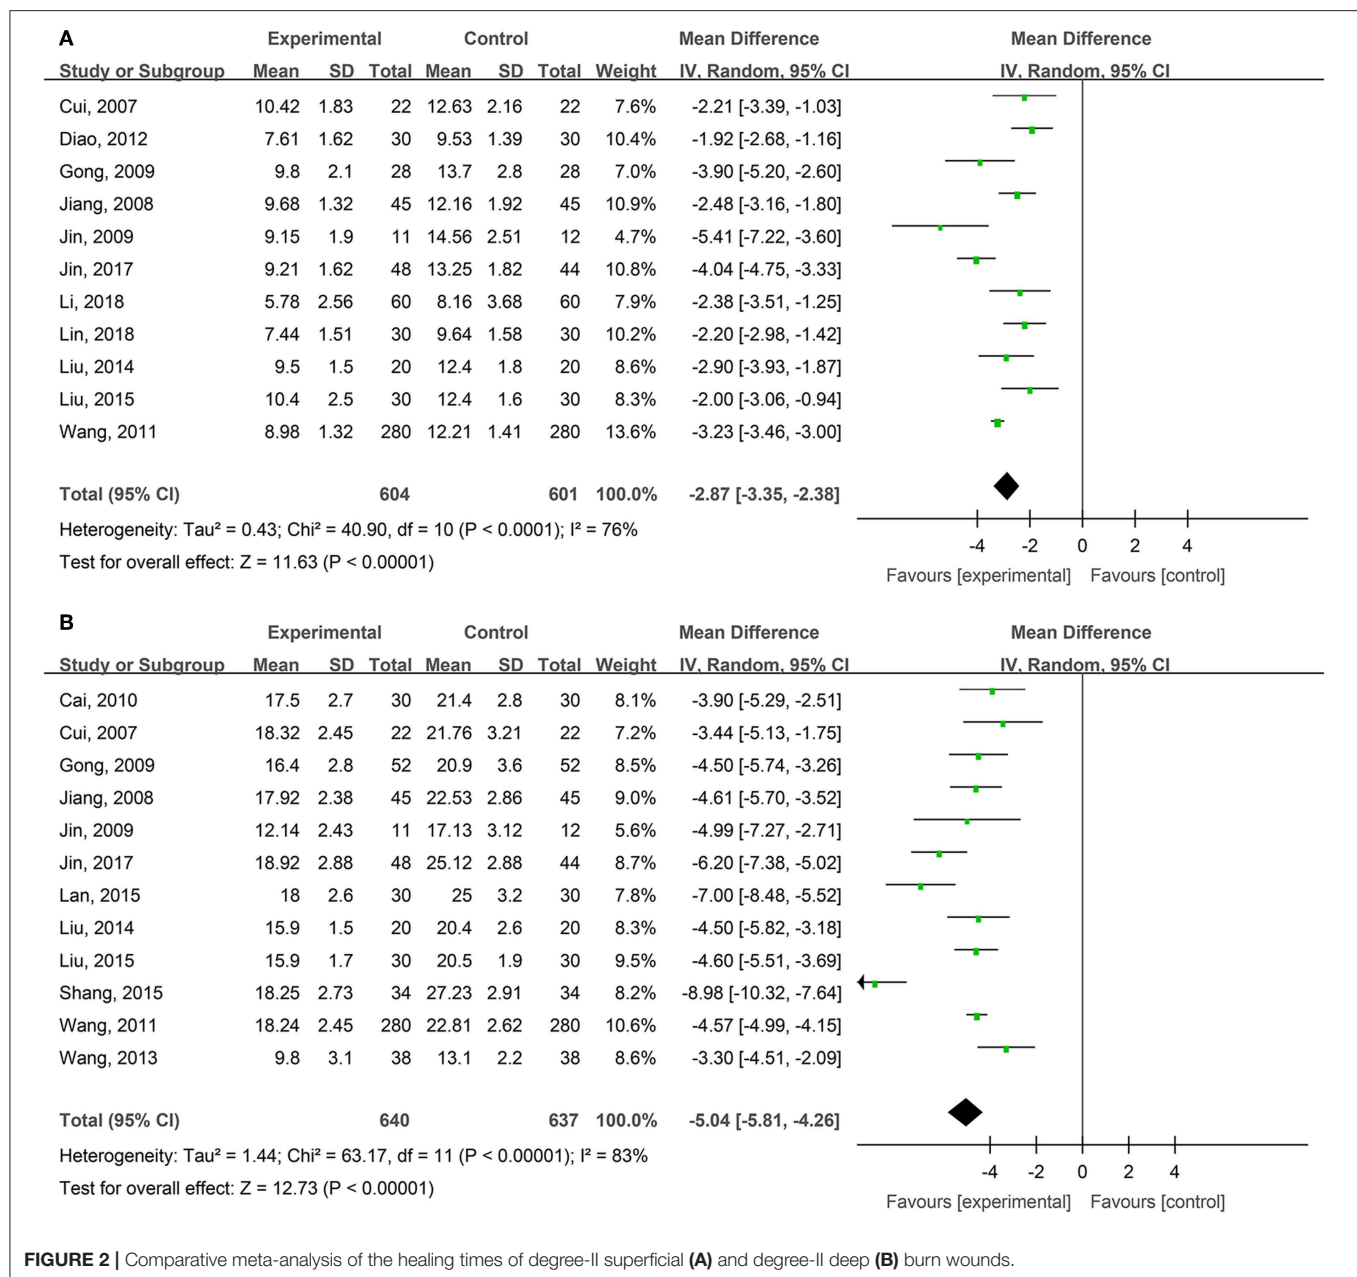 A
Experimental Control Mean Difference Mean Difference
Study or Subgroup Mean SD Total Mean SD Total Weight IV, Random, 95% CI IV, Random, 95% CI
Cui, 2007 10.42 1.83 22 12.63 2.16 22 7.6% -2.21 [-3.39, -1.03]
Diao, 2012 7.61 1.62 30 9.53 1.39 30 10.4% -1.92 [-2.68, -1.16]
Gong, 2009 9.8 2.1 28 13.7 2.8 28 7.0% -3.90 [-5.20, -2.60]
Jiang, 2008 9.68 1.32 45 12.16 1.92 45 10.9% -2.48 [-3.16, -1.80]
Jin, 2009 9.15 1.9 11 14.56 2.51 12 4.7% -5.41 [-7.22, -3.60]
Jin, 2017 9.21 1.62 48 13.25 1.82 44 10.8% -4.04 [-4.75, -3.33]
Li, 2018 5.78 2.56 60 8.16 3.68 60 7.9% -2.38 [-3.51, -1.25]
Lin, 2018 7.44 1.51 30 9.64 1.58 30 10.2% -2.20 [-2.98, -1.42]
Liu, 2014 9.5 1.5 20 12.4 1.8 20 8.6% -2.90 [-3.93, -1.87]
Liu, 2015 10.4 2.5 30 12.4 1.6 30 8.3% -2.00 [-3.06, -0.94]
Wang, 2011 8.98 1.32 280 12.21 1.41 280 13.6% -3.23 [-3.46, -3.00]
Total (95% CI) 604 601 100.0% -2.87 [-3.35, -2.38]
Heterogeneity: Tau² = 0.43; Chi² = 40.90, df = 10 (P < 0.0001); I² = 76%
Test for overall effect: Z = 11.63 (P < 0.00001)
-4 -2 0 2 4
Favours [experimental] Favours [control]
B
Experimental Control Mean Difference Mean Difference
Study or Subgroup Mean SD Total Mean SD Total Weight IV, Random, 95% CI IV, Random, 95% CI
Cai, 2010 17.5 2.7 30 21.4 2.8 30 8.1% -3.90 [-5.29, -2.51]
Cui, 2007 18.32 2.45 22 21.76 3.21 22 7.2% -3.44 [-5.13, -1.75]
Gong, 2009 16.4 2.8 52 20.9 3.6 52 8.5% -4.50 [-5.74, -3.26]
Jiang, 2008 17.92 2.38 45 22.53 2.86 45 9.0% -4.61 [-5.70, -3.52]
Jin, 2009 12.14 2.43 11 17.13 3.12 12 5.6% -4.99 [-7.27, -2.71]
Jin, 2017 18.92 2.88 48 25.12 2.88 44 8.7% -6.20 [-7.38, -5.02]
Lan, 2015 18 2.6 30 25 3.2 30 7.8% -7.00 [-8.48, -5.52]
Liu, 2014 15.9 1.5 20 20.4 2.6 20 8.3% -4.50 [-5.82, -3.18]
Liu, 2015 15.9 1.7 30 20.5 1.9 30 9.5% -4.60 [-5.51, -3.69]
Shang, 2015 18.25 2.73 34 27.23 2.91 34 8.2% -8.98 [-10.32, -7.64]
Wang, 2011 18.24 2.45 280 22.81 2.62 280 10.6% -4.57 [-4.99, -4.15]
Wang, 2013 9.8 3.1 38 13.1 2.2 38 8.6% -3.30 [-4.51, -2.09]
Total (95% CI) 640 637 100.0% -5.04 [-5.81, -4.26]
Heterogeneity: Tau² = 1.44; Chi² = 63.17, df = 11 (P < 0.00001); I² = 83%
Test for overall effect: Z = 12.73 (P < 0.00001)
-4 -2 0 2 4
Favours [experimental] Favours [control]
FIGURE 2 | Comparative meta-analysis of the healing times of degree-II superficial (A) and degree-II deep (B) burn wounds.